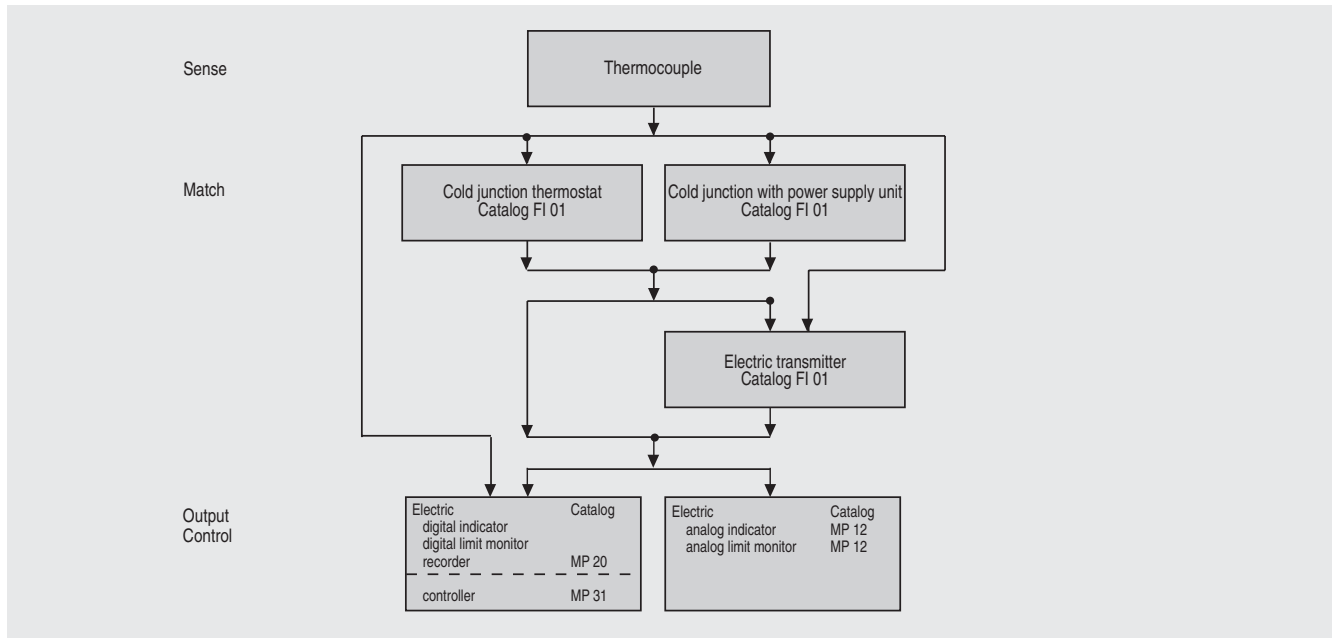 Sense
Thermocouple
Match
Cold junction thermostat
Catalog FI 01
Cold junction with power supply unit
Catalog FI 01
Electric transmitter
Catalog FI 01
Output
Control
Electric Catalog
digital indicator
digital limit monitor
recorder MP 20
controller MP 31
Electric Catalog
analog indicator MP 12
analog limit monitor MP 12